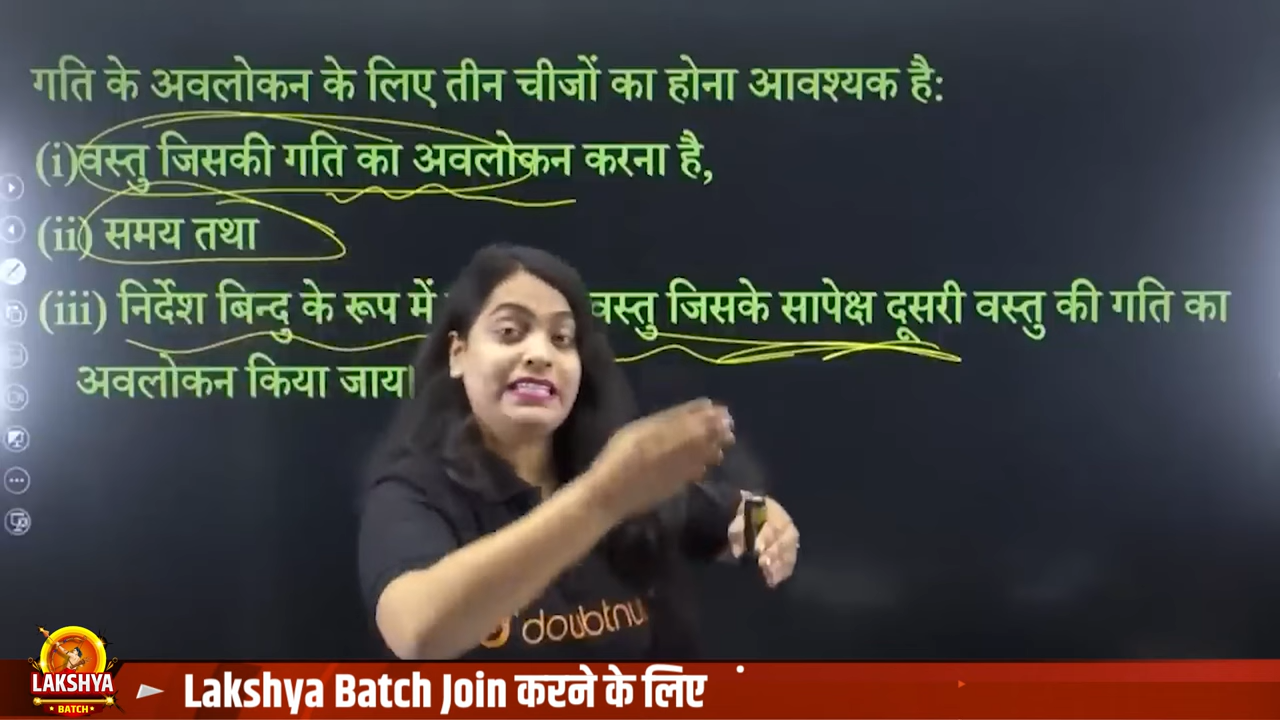 गति के अवलोकन के लिए तीन चीजों का होना आवश्यक है:
(i)वस्तु जिसकी गति का अवलोकन करना है,
(ii) समय तथा
(iii) निर्देश बिन्दु के रूप में वस्तु जिसके सापेक्ष दूसरी वस्तु की गति का
अवलोकन किया जाय।
doubtnu
LAKSHYA
BATCH
Lakshya Batch Join करने के लिए